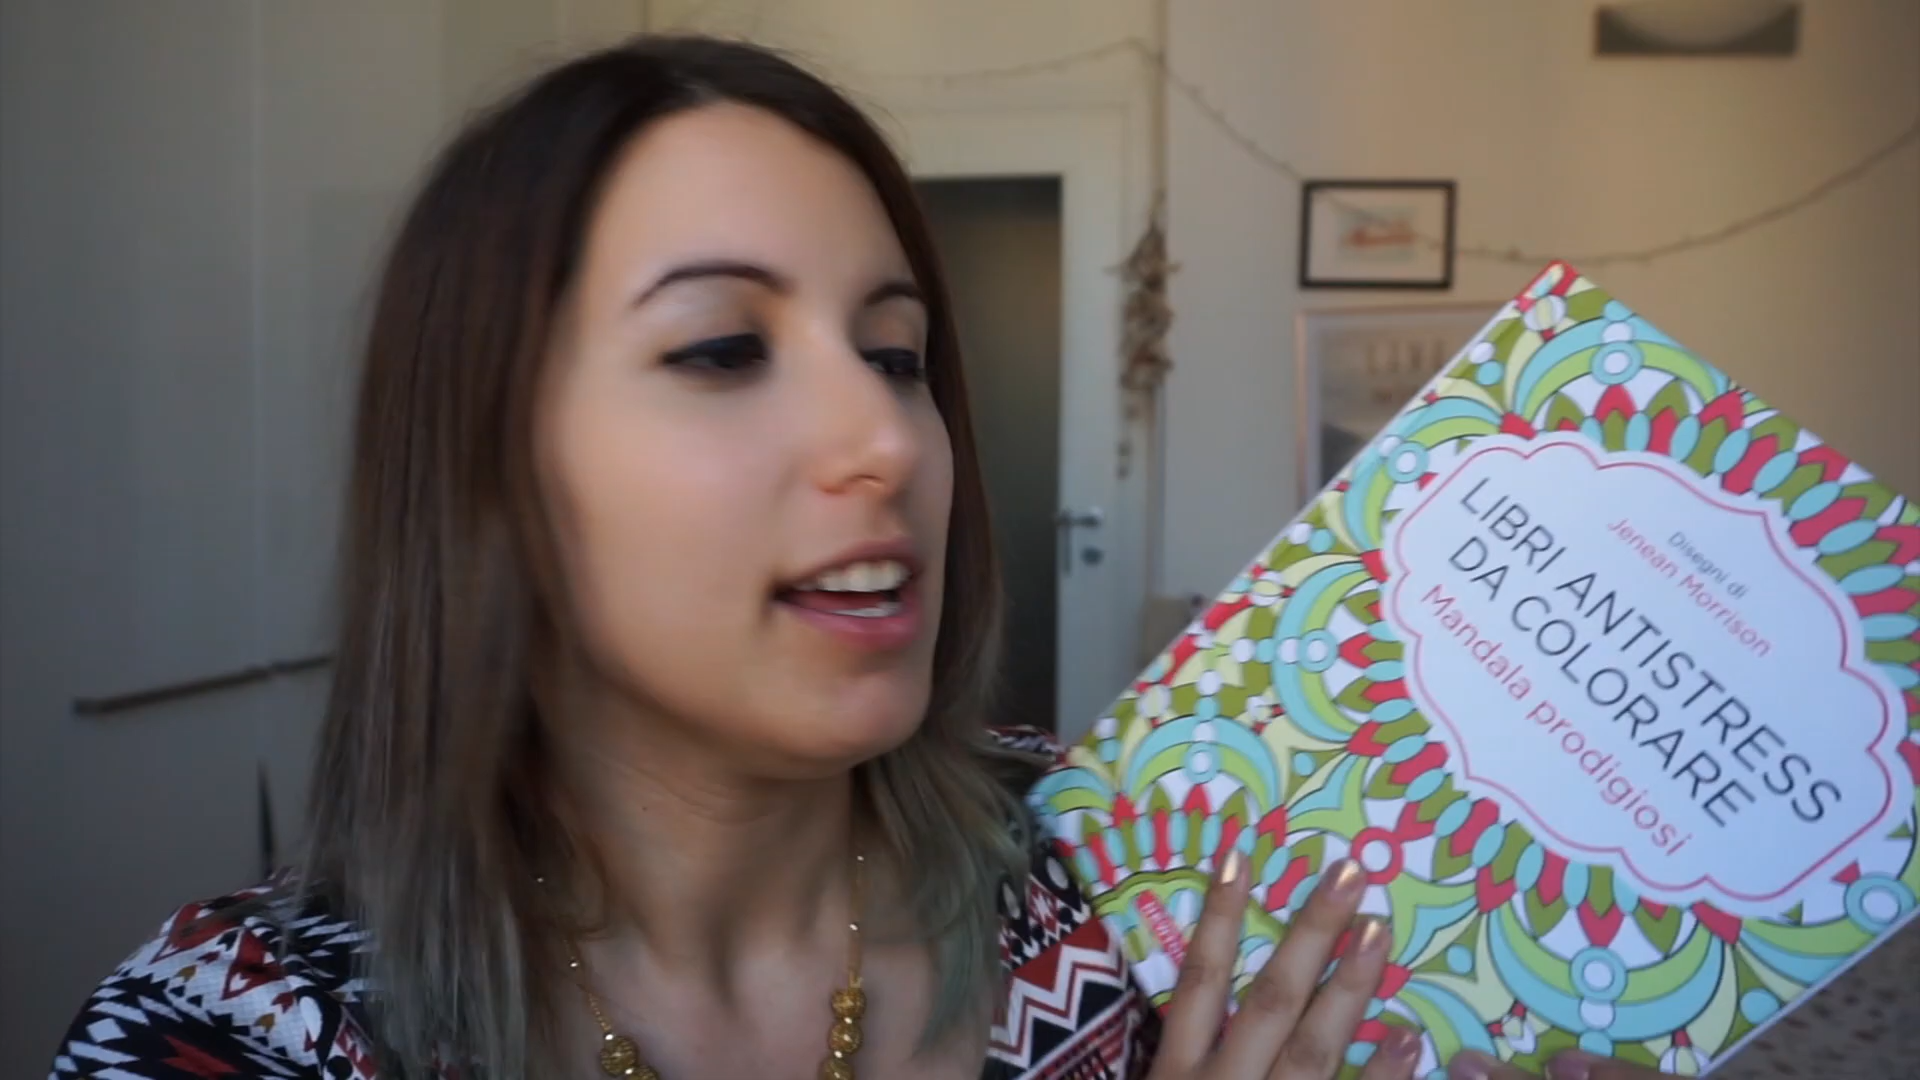 Disegni di
Jenean Morrison
LIBRI ANTISTRESS
DA COLORARE
Mandala prodigiosi